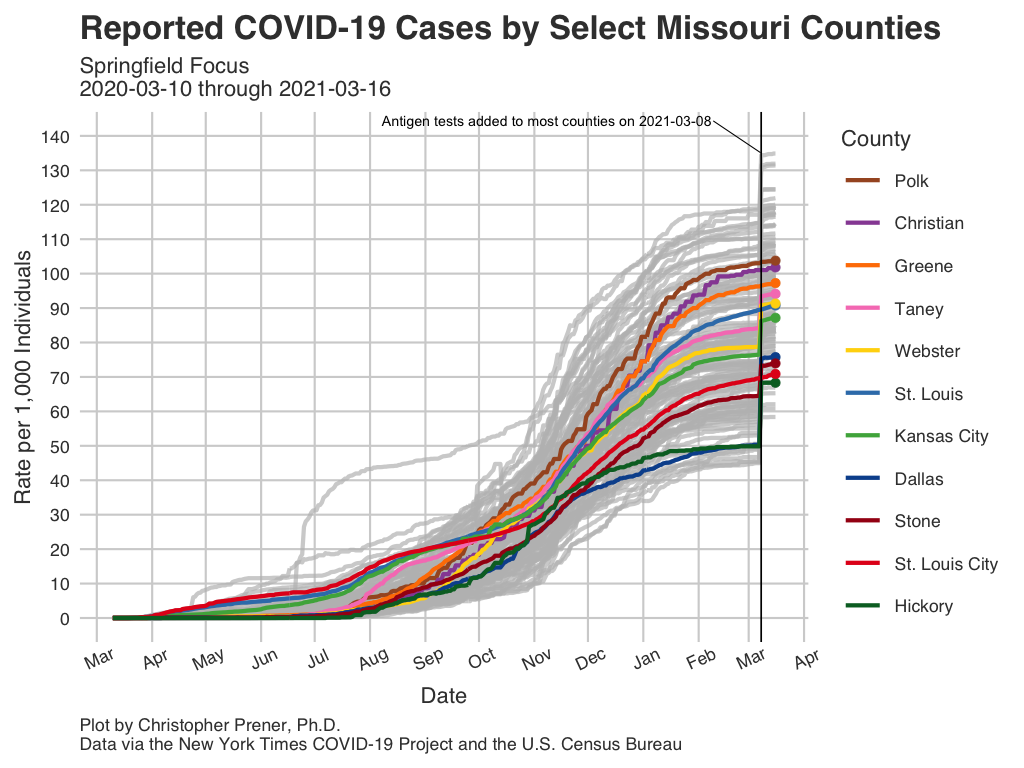 Reported COVID-19 Cases by Select Missouri Counties
Springfield Focus
2020-03-10 through 2021-03-16
Antigen tests added to most counties on 2021-03-08
Rate per 1,000 Individuals
140
130
120
110
100
90
80
70
60
50
40
30
20
10
0
Mar Apr May Jun Jul Aug Sep Oct Nov Dec Jan Feb Mar Apr
Date
County
Polk
Christian
Greene
Taney
Webster
St. Louis
Kansas City
Dallas
Stone
St. Louis City
Hickory
Plot by Christopher Prener, Ph.D.
Data via the New York Times COVID-19 Project and the U.S. Census Bureau